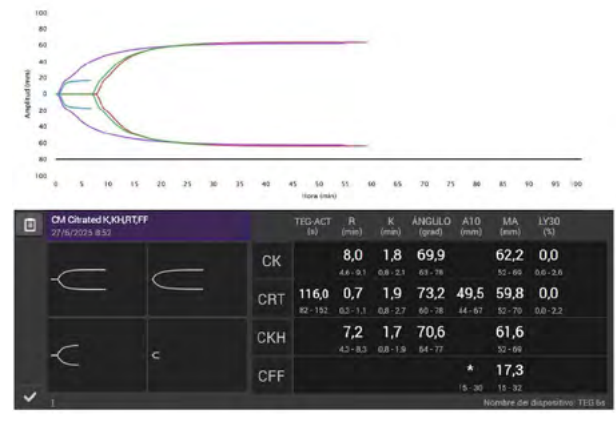 100
80
60
40
20
0
20
40
60
80
100
Amplitud (mm)
0 5 10 15 20 25 30 35 40 45 50 55 60 65 70 75 80 85 90 95 100
Hora (min)
CM Citrated K,KH,RT,FF
27/6/2025 8:52
TEG-ACT R K ÁNGULO A10 MA LY30
(s) (min) (min) (grad) (mm) (mm) (%)
CK 8,0 1,8 69,9 62,2 0,0
4,6 - 9,1 0,8 - 2,1 63 - 78 52 - 69 0,0 - 2,6
CRT 116,0 0,7 1,9 73,2 49,5 59,8 0,0
82 - 152 0,3 - 1,1 0,8 - 2,7 60 - 78 44 - 67 52 - 70 0,0 - 2,2
CKH 7,2 1,7 70,6 61,6
4,3 - 8,3 0,8 - 1,9 64 - 77 52 - 69
CFF * 17,3
15 - 30 15 - 32
1 Nombre del dispositivo: TEG 6s